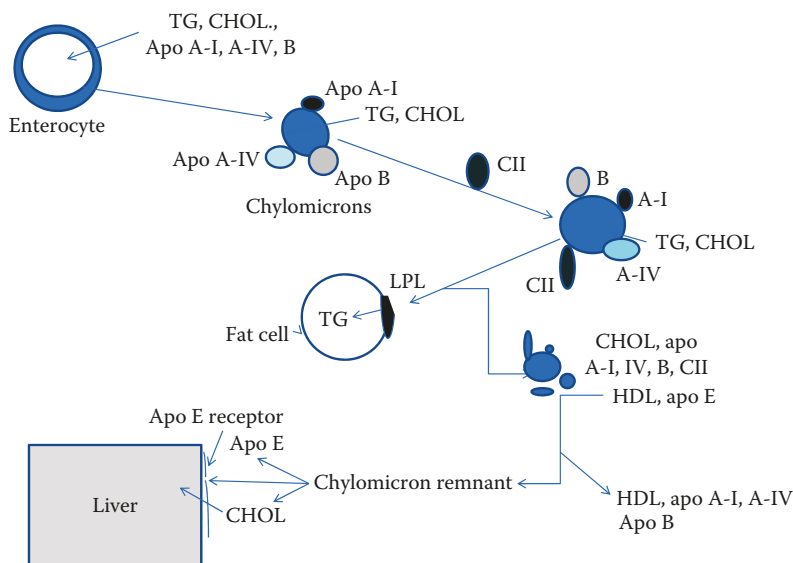 TG, CHOL.,
Apo A-I, A-IV, B
Enterocyte
Apo A-I
TG, CHOL
Apo A-IV
Apo B
Chylomicrons
CII
B
A-I
TG, CHOL
A-IV
CII
LPL
TG
Fat cell
CHOL, apo
A-I, IV, B, CII
HDL, apo E
Apo E receptor
Apo E
Liver
Chylomicron remnant
CHOL
HDL, apo A-I, A-IV
Apo B